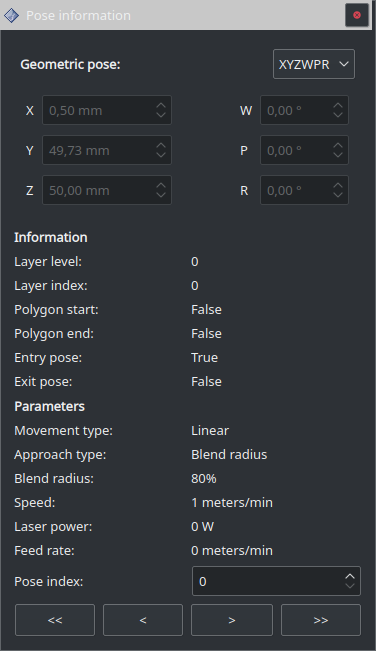 Pose information
Geometric pose: XYZWPR
X 0,50 mm W 0,00 °
Y 49,73 mm P 0,00 °
Z 50,00 mm R 0,00 °
Information
Layer level: 0
Layer index: 0
Polygon start: False
Polygon end: False
Entry pose: True
Exit pose: False
Parameters
Movement type: Linear
Approach type: Blend radius
Blend radius: 80%
Speed: 1 meters/min
Laser power: 0 W
Feed rate: 0 meters/min
Pose index: 0
<< < > >>